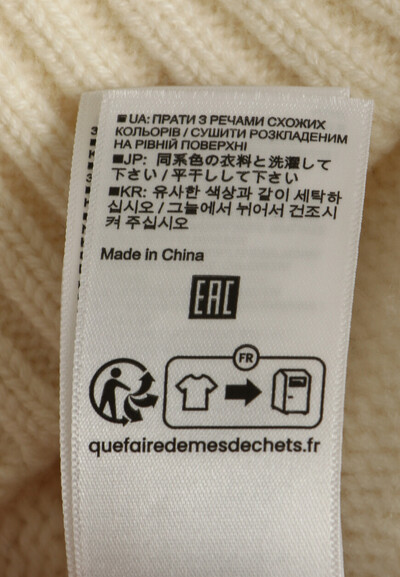 ■UA: ПРАТИ З РЕЧАМИ СХОЖИХ
КОЛЬОРІВ / СУШИТИ РОЗКЛАДЕНИМ
НА РІВНІЙ ПОВЕРХНІ
■JP: 同系色の衣料と洗濯して
下さい / 平干しして下さい
■KR: 유사한 색상과 같이 세탁하
십시오 / 그늘에서 뉘어서 건조시
켜 주십시오
Made in China
EAC
FR
quefairedemesdechets.fr